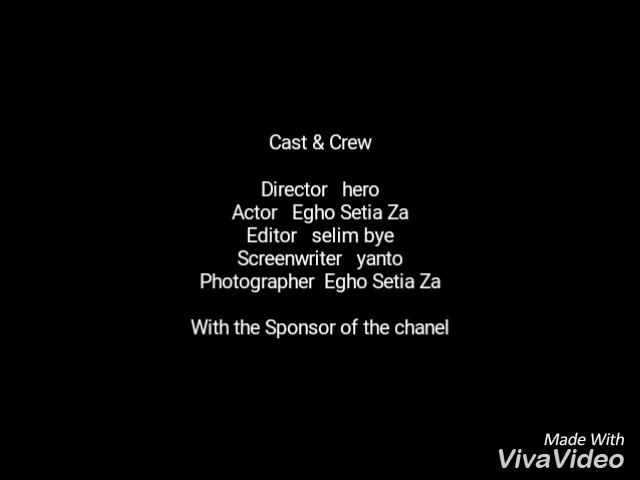 Cast & Crew
Director hero
Actor Egho Setia Za
Editor selim bye
Screenwriter yanto
Photographer Egho Setia Za
With the Sponsor of the chanel
Made With
VivaVideo